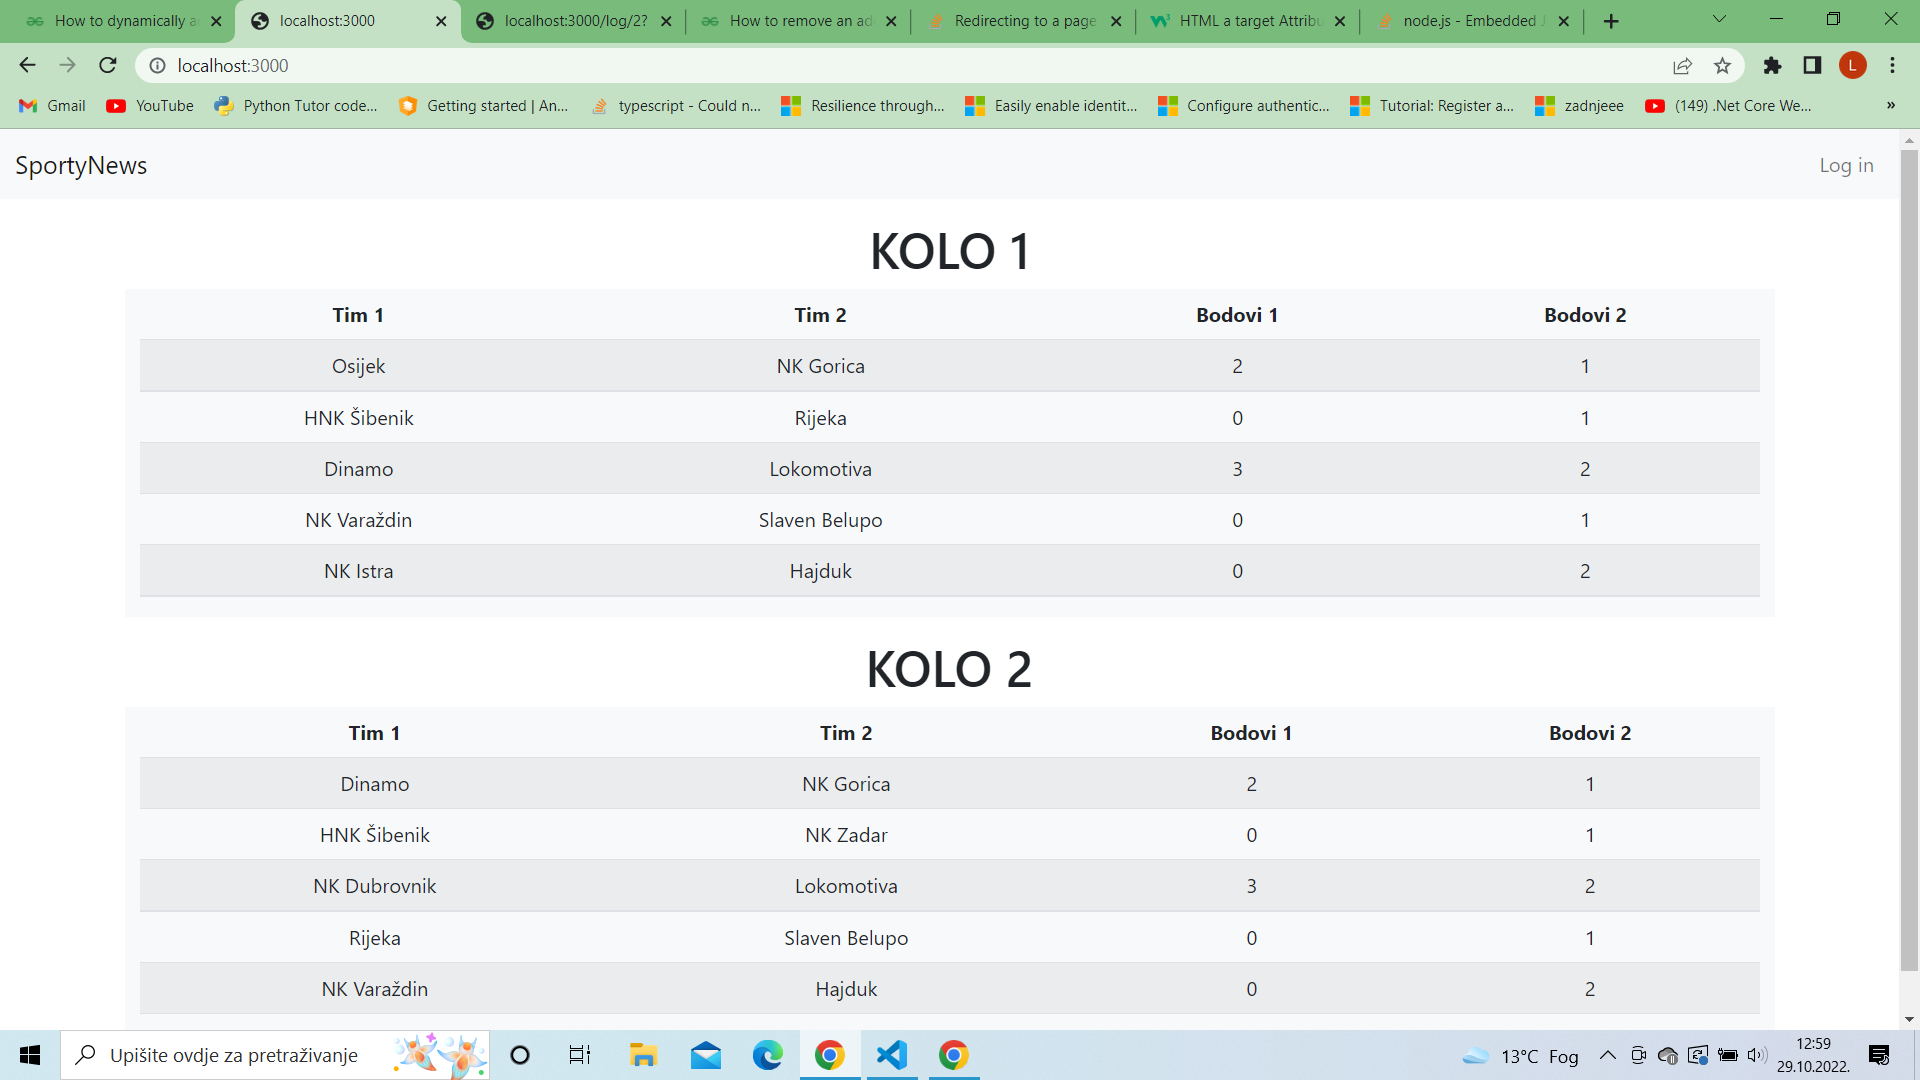 How to dynamically a
localhost:3000
localhost:3000/log/2?
How to remove an ad
Redirecting to a page
HTML a target Attribu
node.js - Embedded J
localhost:3000
L
Gmail
YouTube
Python Tutor code...
Getting started | An...
typescript - Could n...
Resilience through...
Easily enable identit...
Configure authentic...
Tutorial: Register a...
zadnjeee
(149) .Net Core We...
»
SportyNews
Log in
KOLO 1
Tim 1 Tim 2 Bodovi 1 Bodovi 2
Osijek NK Gorica 2 1
HNK Šibenik Rijeka 0 1
Dinamo Lokomotiva 3 2
NK Varaždin Slaven Belupo 0 1
NK Istra Hajduk 0 2
KOLO 2
Tim 1 Tim 2 Bodovi 1 Bodovi 2
Dinamo NK Gorica 2 1
HNK Šibenik NK Zadar 0 1
NK Dubrovnik Lokomotiva 3 2
Rijeka Slaven Belupo 0 1
NK Varaždin Hajduk 0 2
Upišite ovdje za pretraživanje
13°C Fog
12:59
29.10.2022.